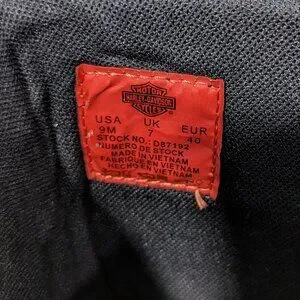 MOTOR
HARLEY-DAVIDSON
CYCLES
USA UK EUR
9M 7 40
STOCK NO.: D87192
NUMERO DE STOCK
MADE IN VIETNAM
FABRIQUE EN VIETNAM
HECHO EN VIETNAM